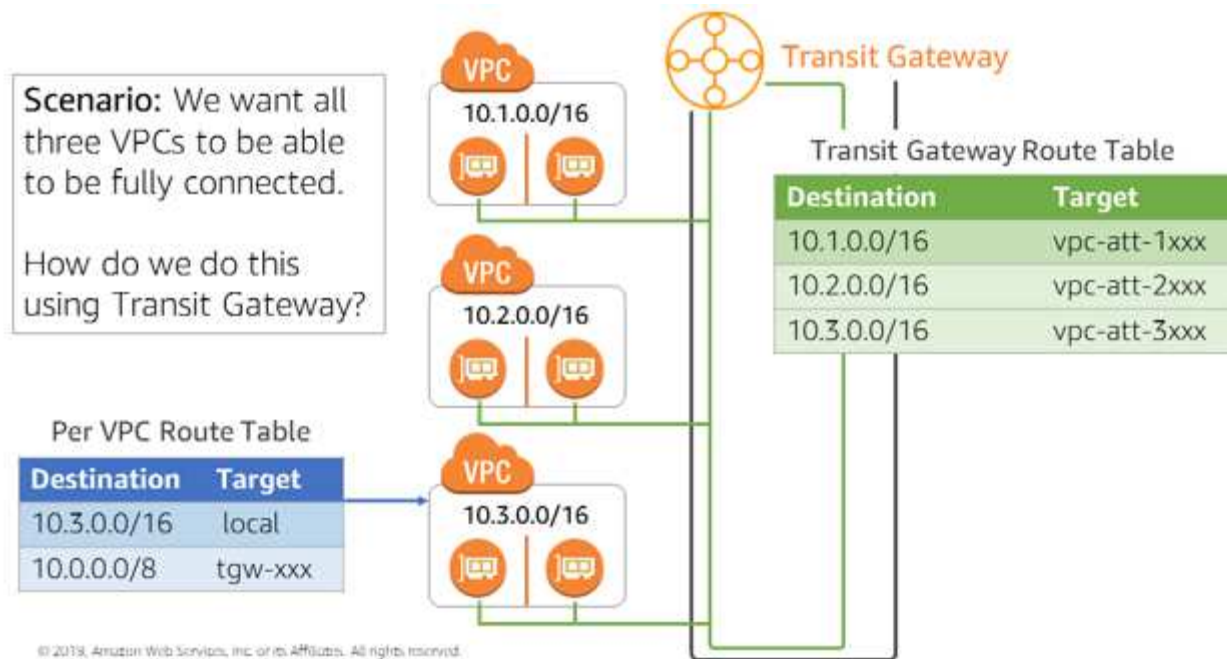 Scenario: We want all
three VPCs to be able
to be fully connected.
How do we do this
using Transit Gateway?
VPC
10.1.0.0/16
VPC
10.2.0.0/16
VPC
10.3.0.0/16
Transit Gateway
Transit Gateway Route Table
Destination Target
10.1.0.0/16 vpc-att-1xxx
10.2.0.0/16 vpc-att-2xxx
10.3.0.0/16 vpc-att-3xxx
Per VPC Route Table
Destination Target
10.3.0.0/16 local
10.0.0.0/8 tgw-xxx
© 2019, Amazon Web Services, Inc. or its Affiliates. All rights reserved.